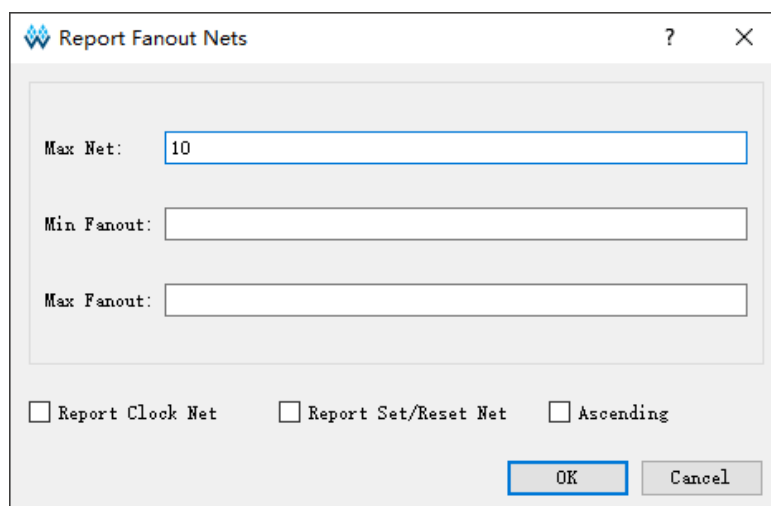 Report Fanout Nets ? ×
Max Net: 10
Min Fanout:
Max Fanout:
Report Clock Net Report Set/Reset Net Ascending
OK Cancel